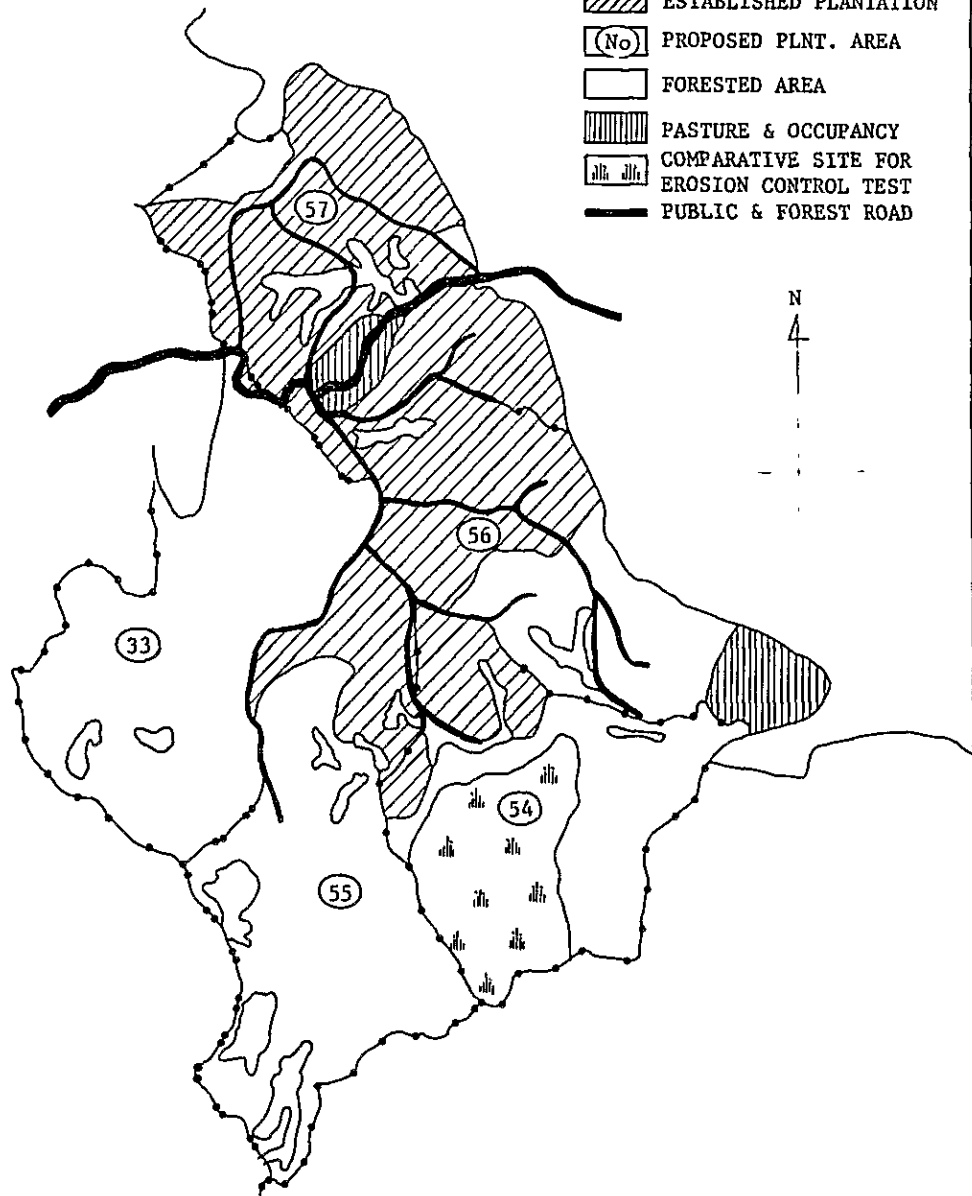 ESTABLISHED PLANTATION
No PROPOSED PLNT. AREA
FORESTED AREA
PASTURE & OCCUPANCY
COMPARATIVE SITE FOR
EROSION CONTROL TEST
PUBLIC & FOREST ROAD
57
N
56
33
54
55